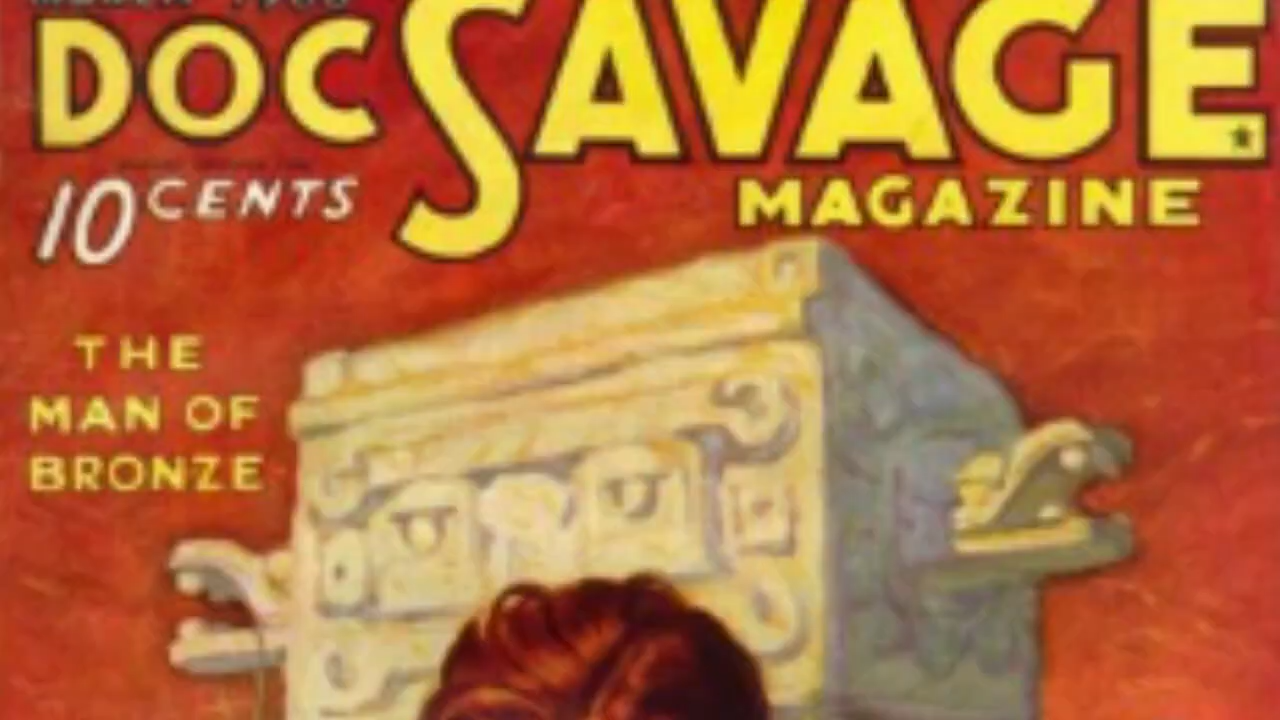 DOC SAVAGE
MAGAZINE
10 CENTS
THE
MAN OF
BRONZE